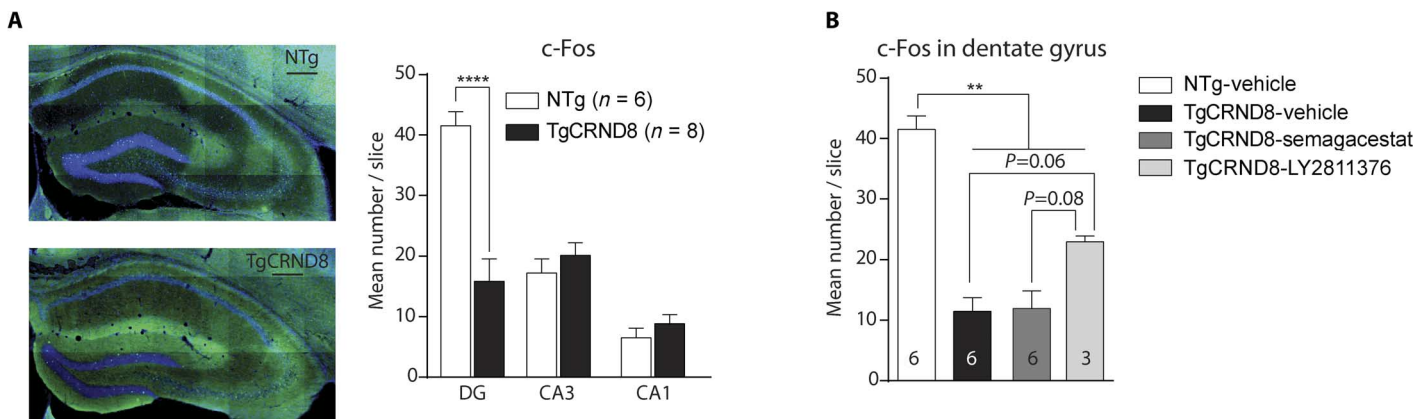 A
NTg
TgCRND8
c-Fos
Mean number / slice
50
40
30
20
10
0
****
NTg (n = 6)
TgCRND8 (n = 8)
DG CA3 CA1
B
c-Fos in dentate gyrus
Mean number / slice
50
40
30
20
10
0
**
P=0.06
P=0.08
6 6 6 3
NTg-vehicle
TgCRND8-vehicle
TgCRND8-semagacestat
TgCRND8-LY2811376